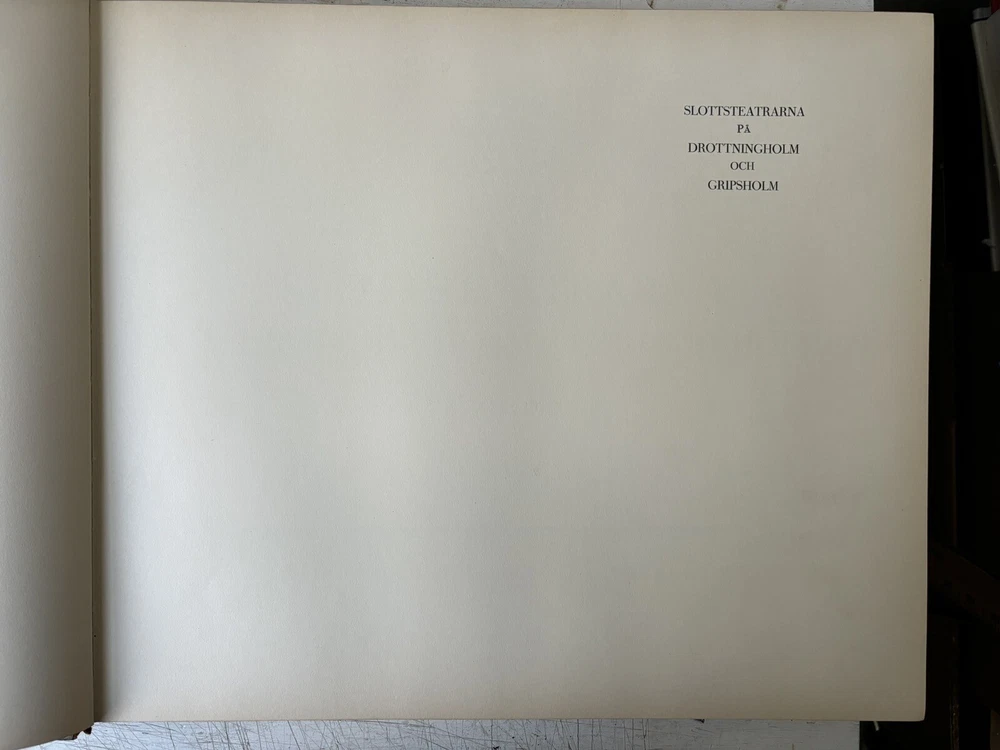 SLOTTSTEATRARNA
PÅ
DROTTNINGHOLM
OCH
GRIPSHOLM